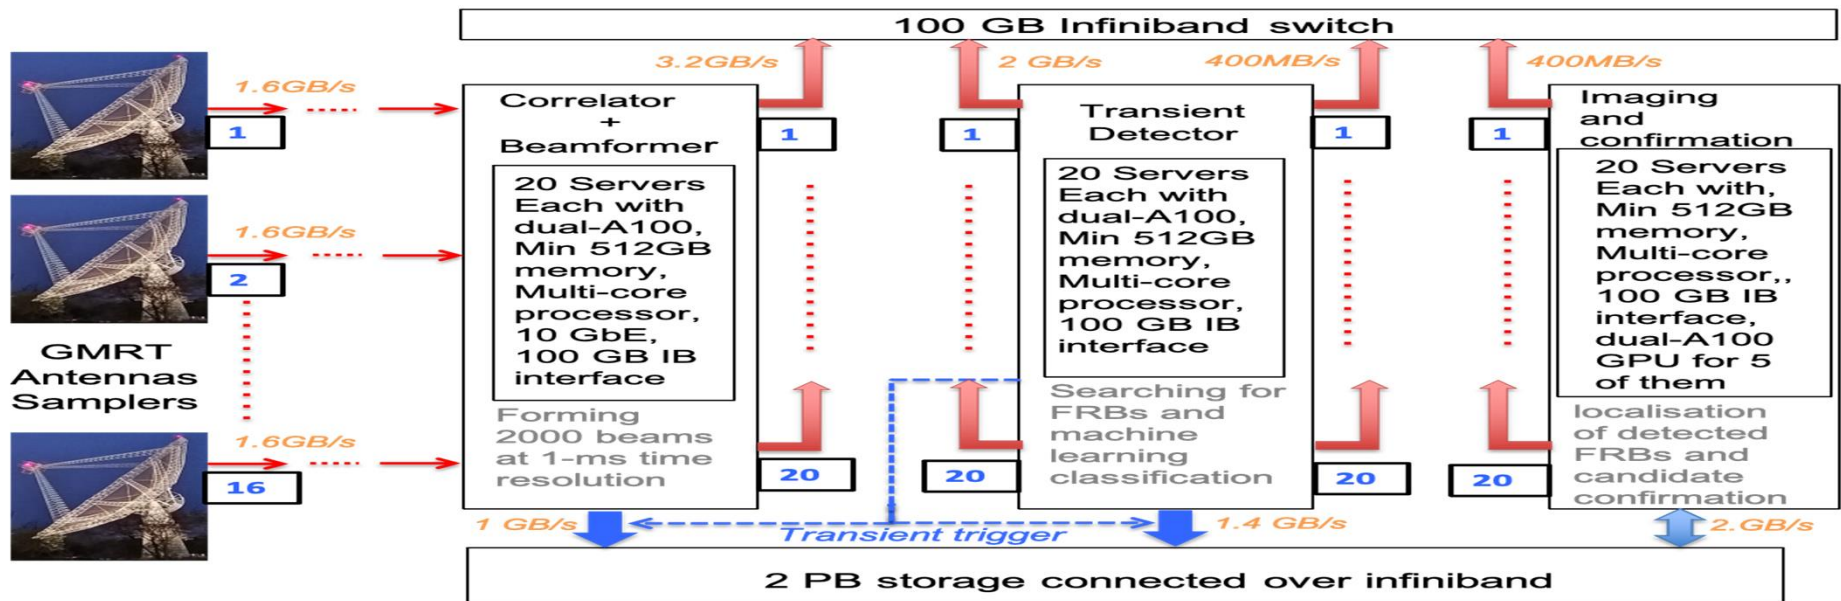 100 GB Infiniband switch
3.2GB/s
2 GB/s
400MB/s
400MB/s
1.6GB/s
1
1.6GB/s
2
GMRT
Antennas
Samplers
1.6GB/s
16
Correlator
+
Beamformer
20 Servers
Each with
dual-A100,
Min 512GB
memory,
Multi-core
processor,
10 GbE,
100 GB IB
interface
Forming
2000 beams
at 1-ms time
resolution
1
20
1
20
Transient
Detector
20 Servers
Each with
dual-A100,
Min 512GB
memory,
Multi-core
processor,
100 GB IB
interface
Searching for
FRBs and
machine
learning
classification
1
20
1
20
Imaging
and
confirmation
20 Servers
Each with,
Min 512GB
memory,
Multi-core
processor,,
100 GB IB
interface,
dual-A100
GPU for 5
of them
localisation
of detected
FRBs and
candidate
confirmation
1 GB/s
Transient trigger
1.4 GB/s
2.GB/s
2 PB storage connected over infiniband